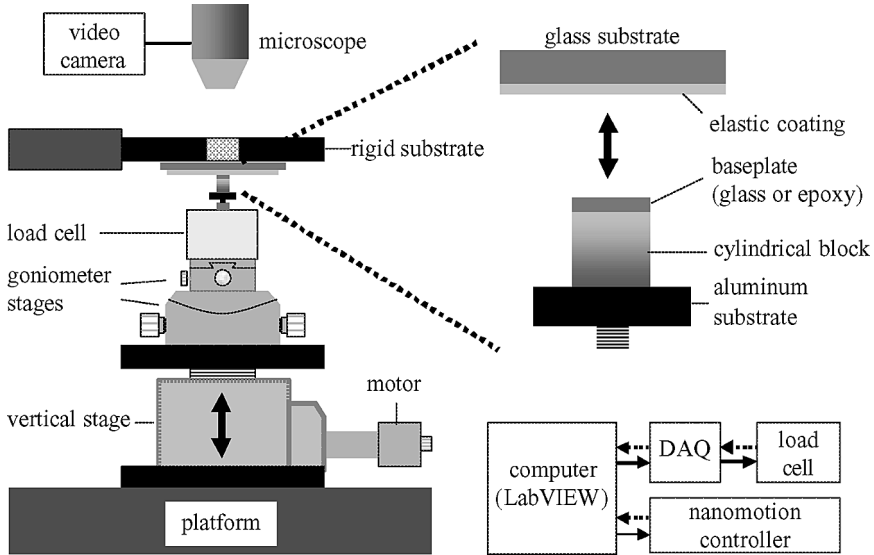 video
camera
microscope
rigid substrate
load cell
goniometer
stages
vertical stage
motor
platform
glass substrate
elastic coating
baseplate
(glass or epoxy)
cylindrical block
aluminum
substrate
computer
(LabVIEW)
DAQ
load
cell
nanomotion
controller